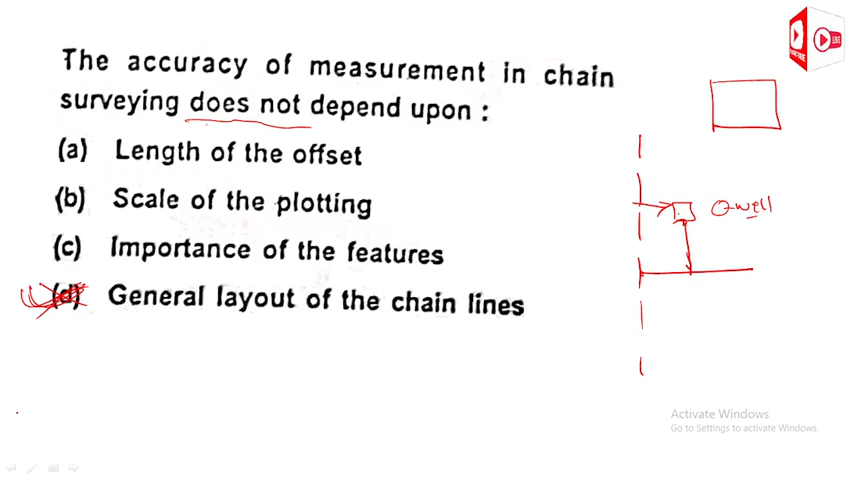 The accuracy of measurement in chain
surveying does not depend upon :
(a) Length of the offset
(b) Scale of the plotting
(c) Importance of the features
(d) General layout of the chain lines
well
LIVE
SUBSCRIBE
Activate Windows
Go to Settings to activate Windows.